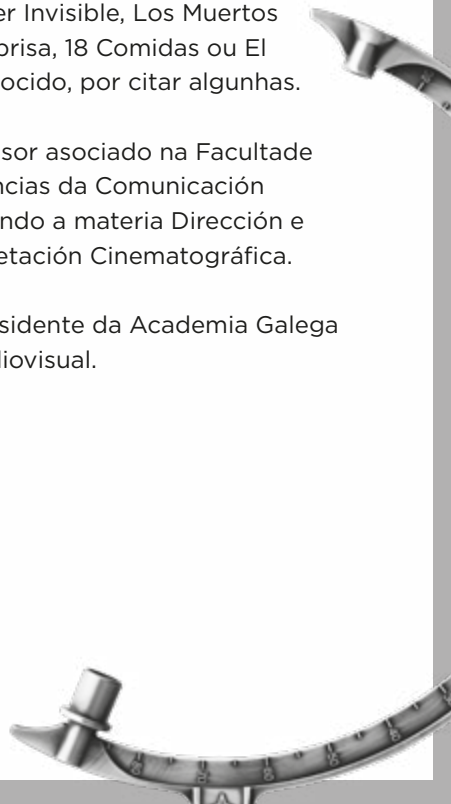 er Invisible, Los Muertos
orisa, 18 Comidas ou El
ocido, por citar algunhas.
sor asociado na Facultade
ncias da Comunicación
ndo a materia Dirección e
etación Cinematográfica.
sidente da Academia Galega
diovisual.